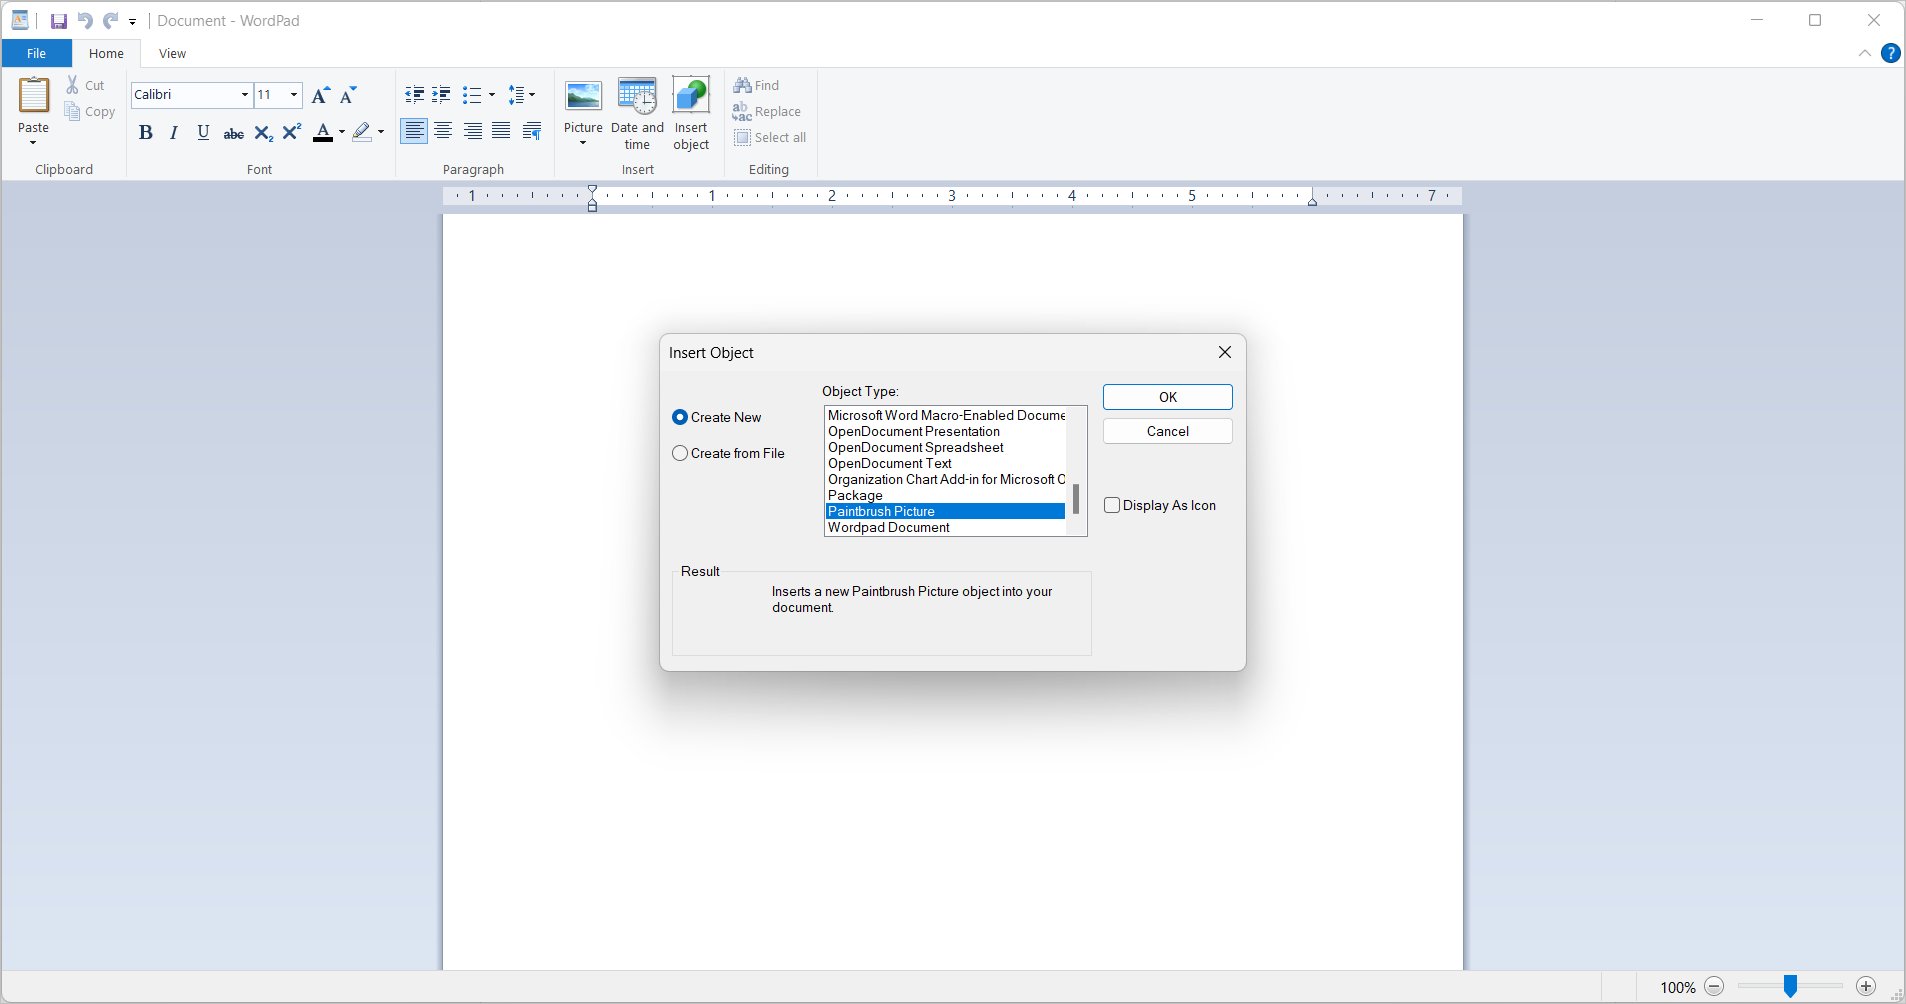 Document - WordPad
File Home View
Paste
Cut
Copy
Clipboard
Calibri 11
B I U abc X₂ X² A
Font
Paragraph
Picture
Date and time
Insert object
Insert
Find
Replace
Select all
Editing
1 1 2 3 4 5 7
Insert Object
Create New
Create from File
Object Type:
Microsoft Word Macro-Enabled Docume
OpenDocument Presentation
OpenDocument Spreadsheet
OpenDocument Text
Organization Chart Add-in for Microsoft O
Package
Paintbrush Picture
Wordpad Document
OK
Cancel
Display As Icon
Result
Inserts a new Paintbrush Picture object into your
document.
100%